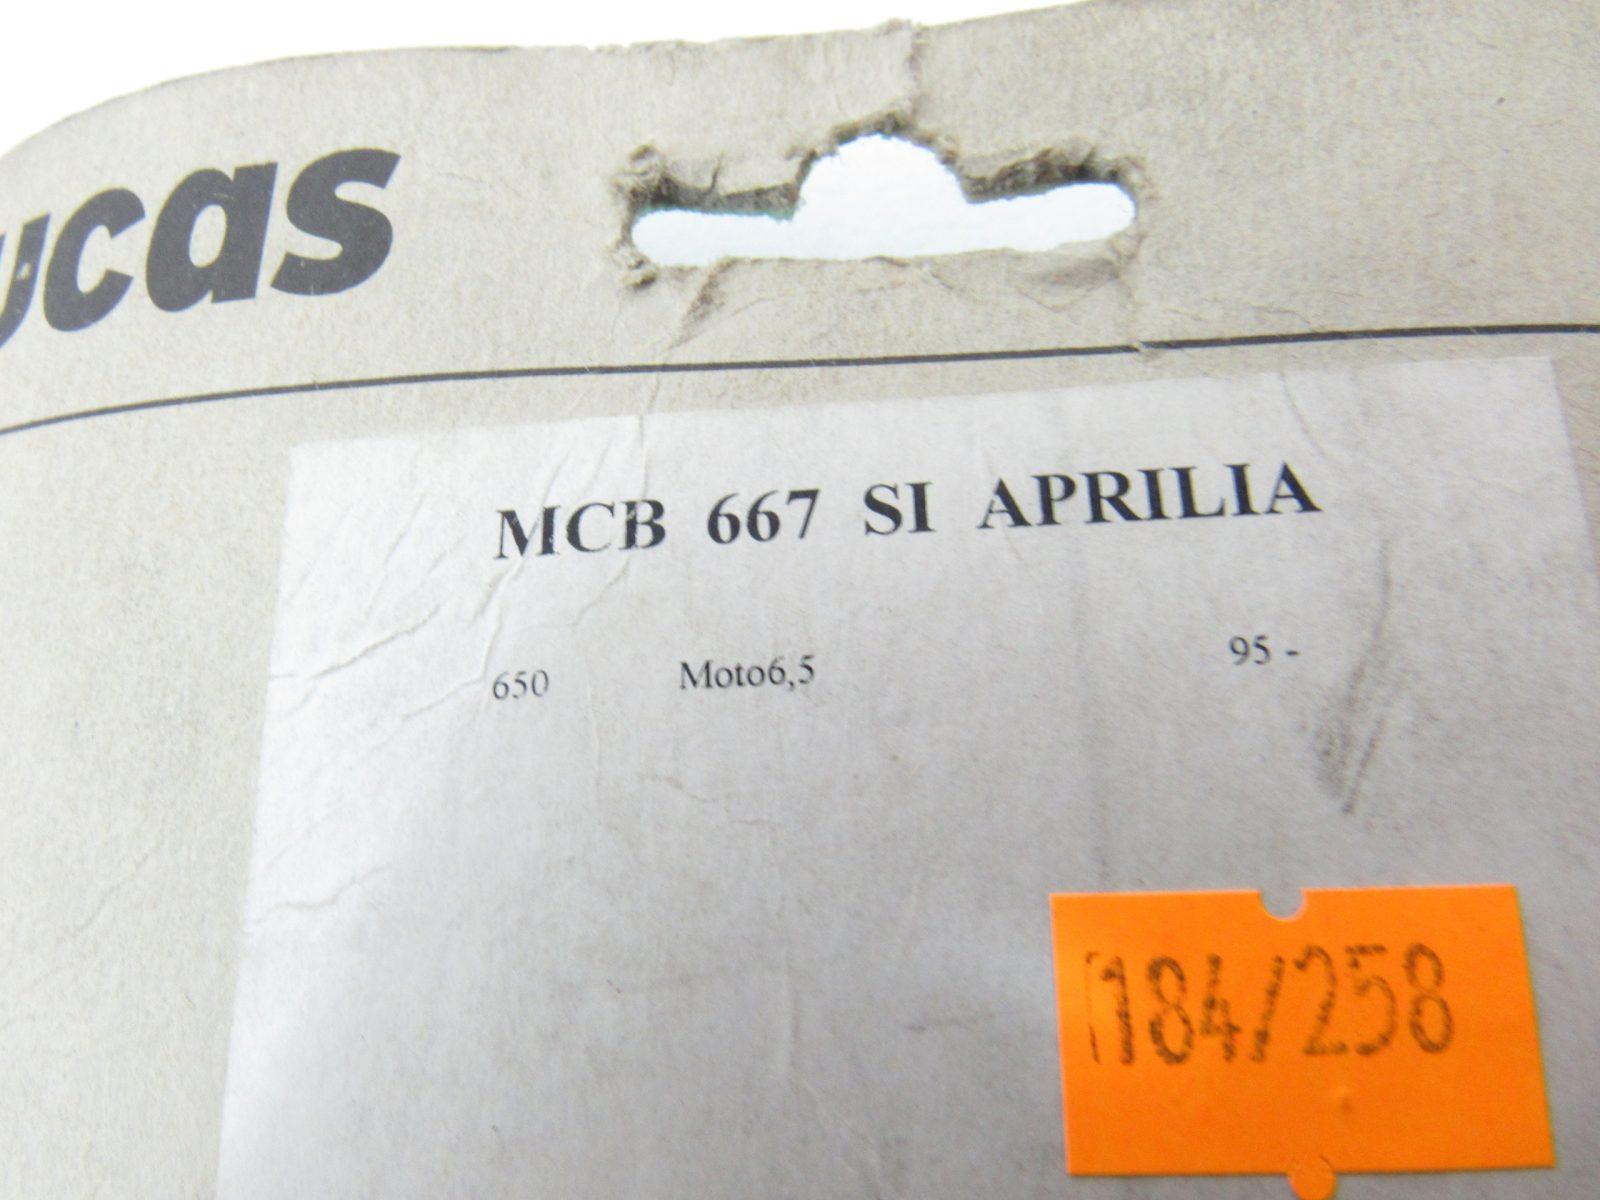 ucas
MCB 667 SI APRILIA
650 Moto6,5 95 -
184/258